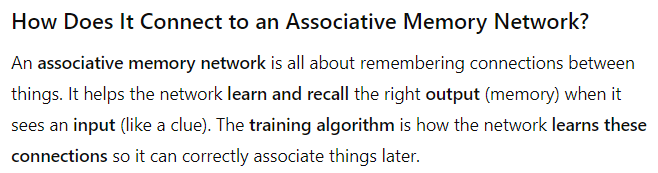 How Does It Connect to an Associative Memory Network?
An associative memory network is all about remembering connections between
things. It helps the network learn and recall the right output (memory) when it
sees an input (like a clue). The training algorithm is how the network learns these
connections so it can correctly associate things later.